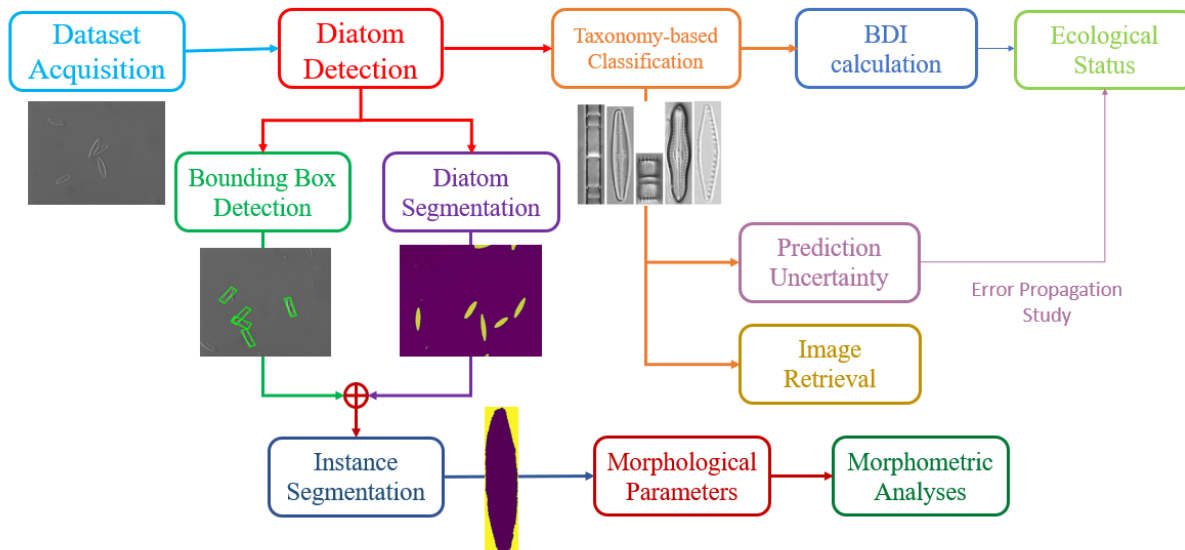 Dataset
Acquisition
Diatom
Detection
Taxonomy-based
Classification
BDI
calculation
Ecological
Status
Bounding Box
Detection
Diatom
Segmentation
Prediction
Uncertainty
Error Propagation
Study
Image
Retrieval
Instance
Segmentation
Morphological
Parameters
Morphometric
Analyses